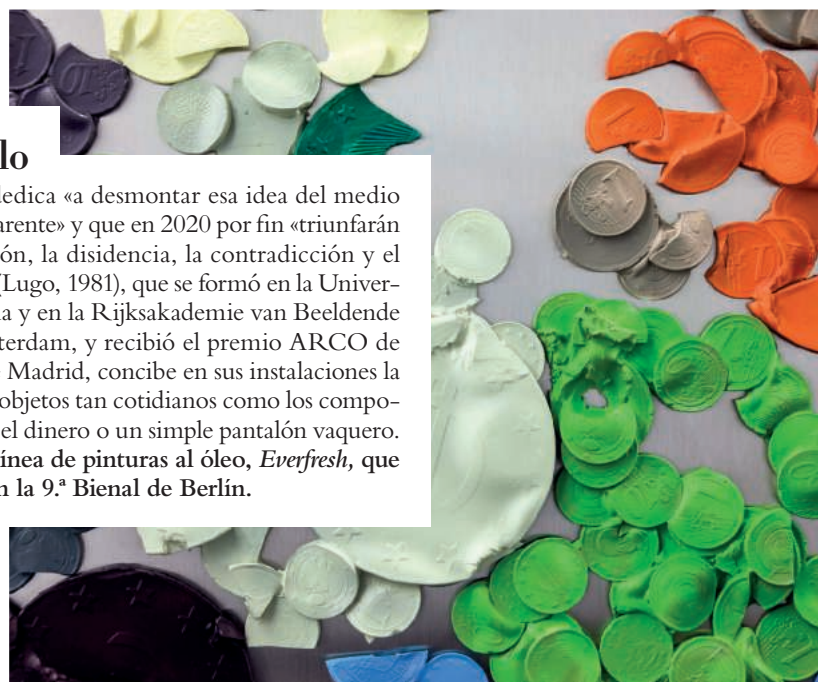 lo
edica «a desmontar esa idea del medio
arente» y que en 2020 por fin «triunfarán
ón, la disidencia, la contradicción y el
(Lugo, 1981), que se formó en la Univer-
a y en la Rijksakademie van Beeldende
terdam, y recibió el premio ARCO de
Madrid, concibe en sus instalaciones la
objetos tan cotidianos como los compo-
el dinero o un simple pantalón vaquero.
ínea de pinturas al óleo, Everfresh, que
n la 9.ª Bienal de Berlín.